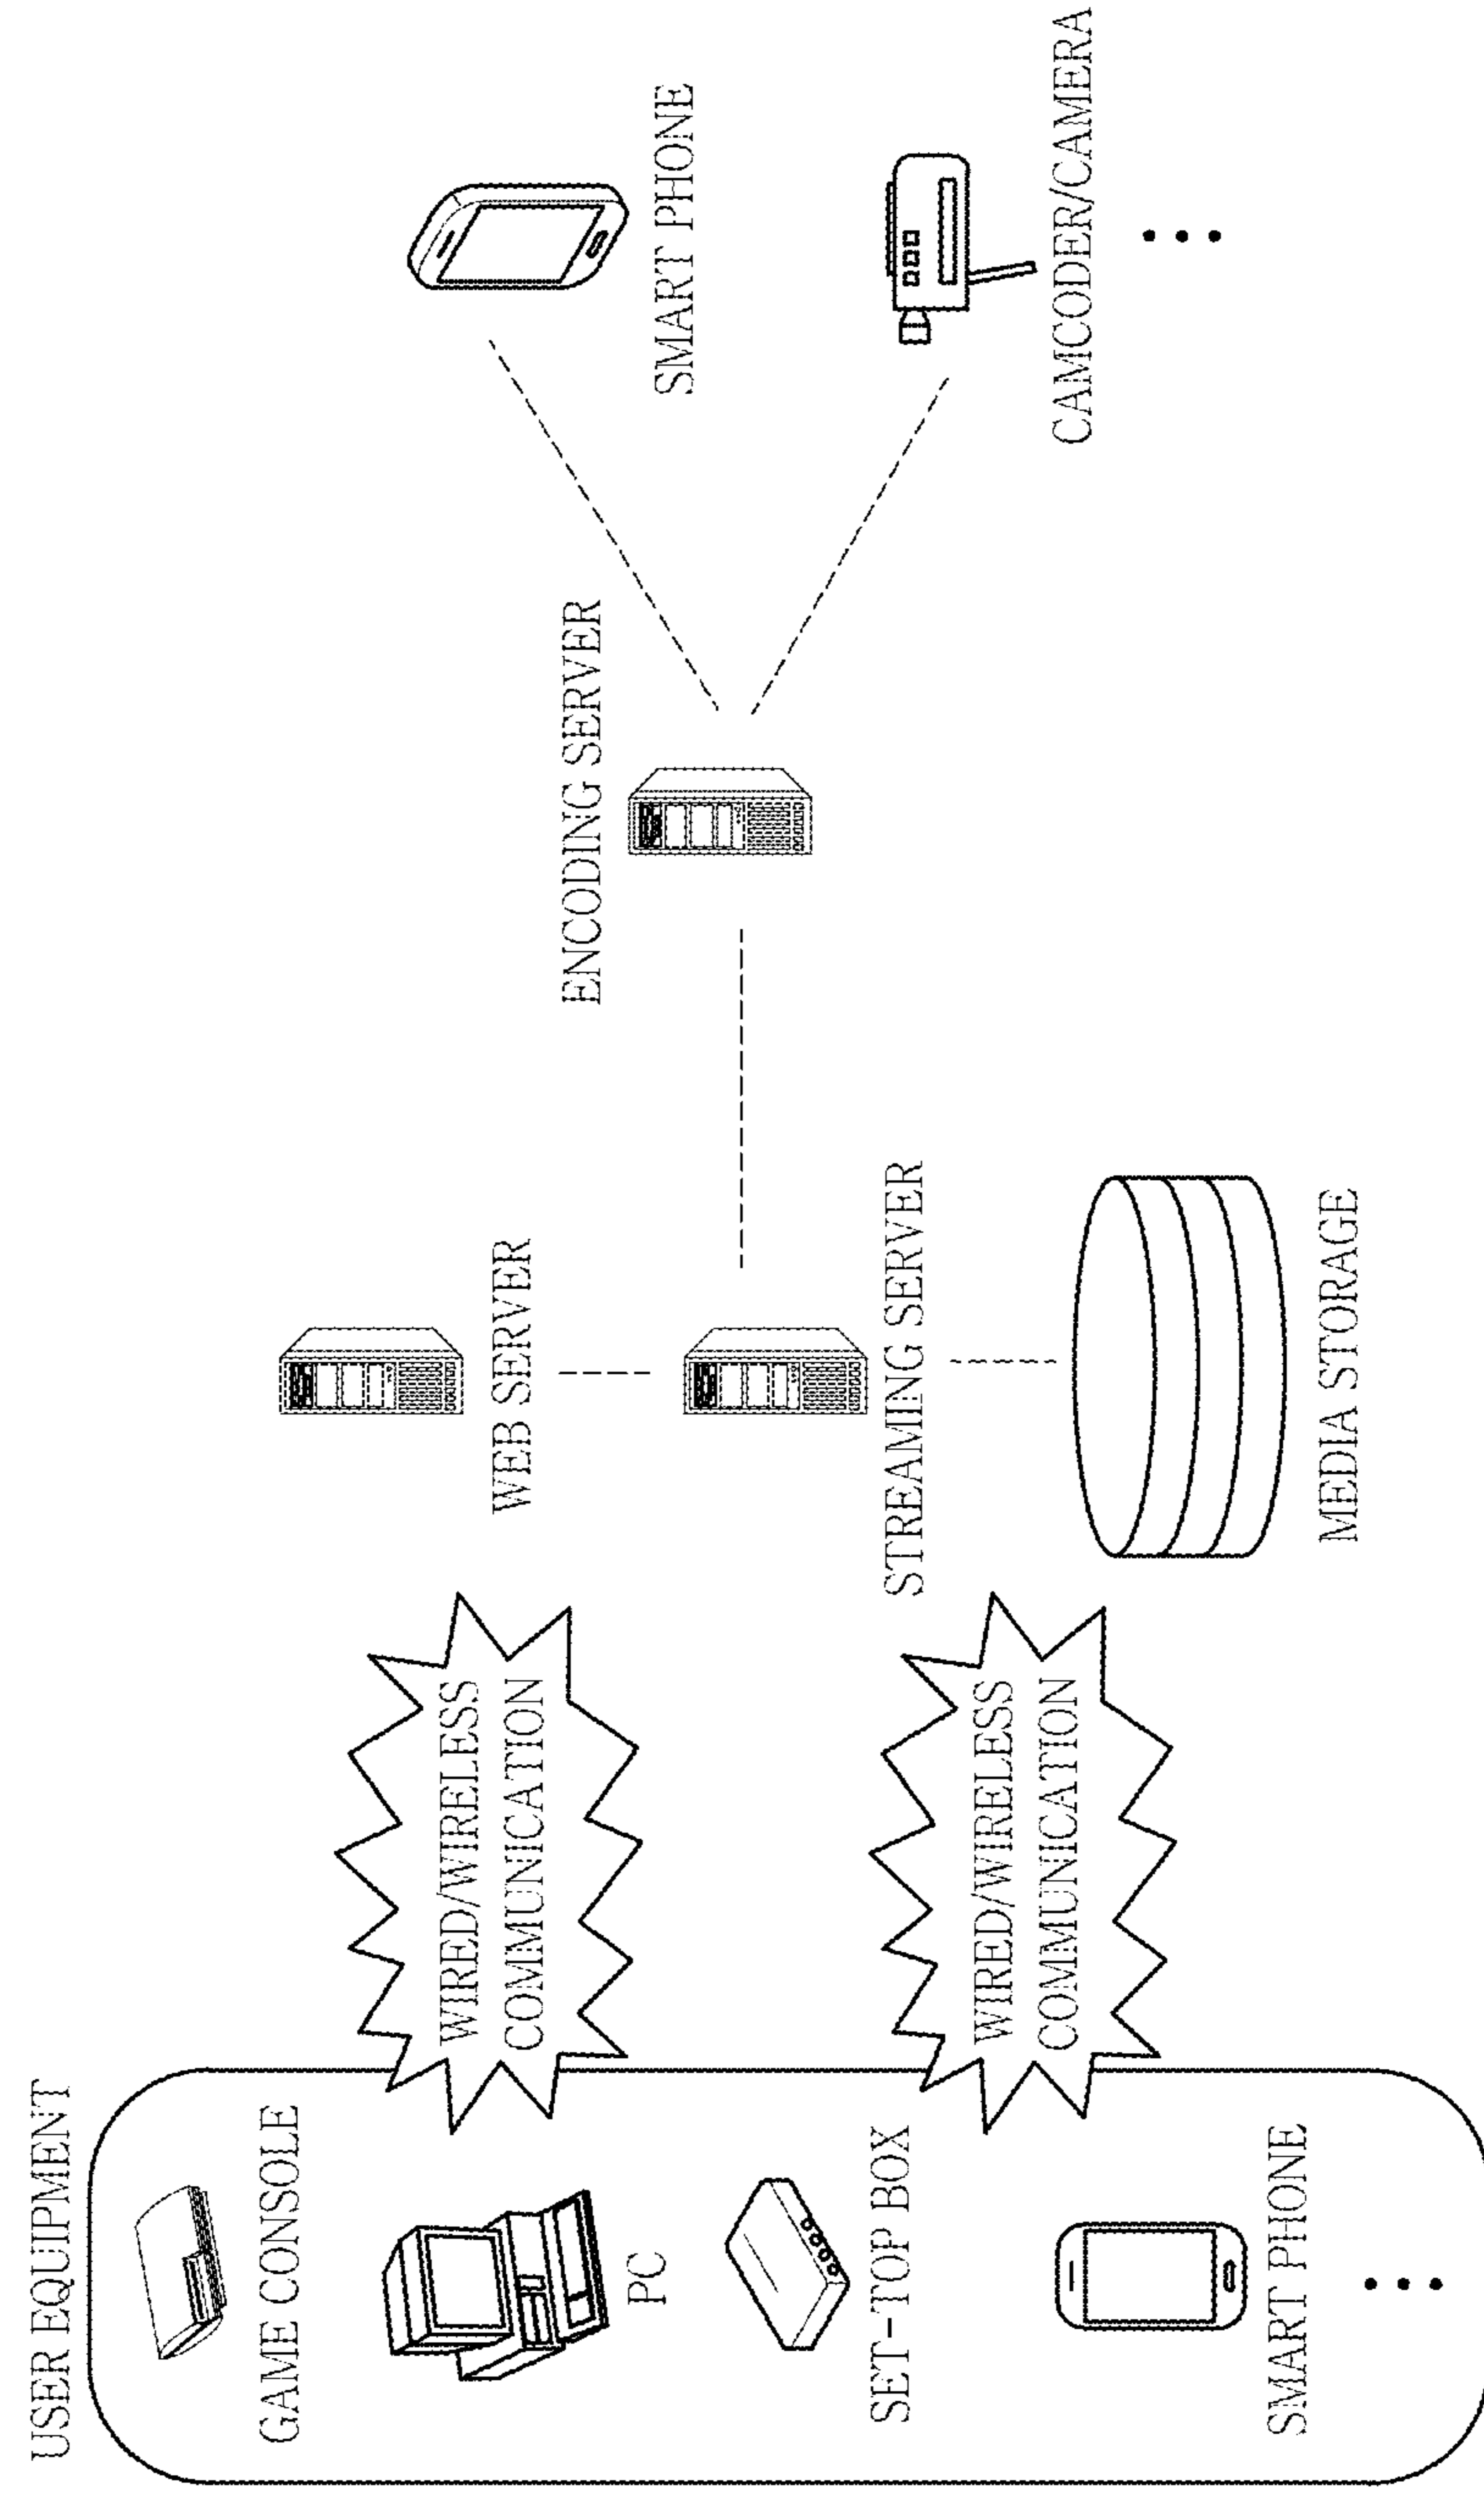 USER EQUIPMENT
GAME CONSOLE
PC
SET-TOP BOX
SMART PHONE
WIRED/WIRELESS
COMMUNICATION
WIRED/WIRELESS
COMMUNICATION
WEB SERVER
STREAMING SERVER
MEDIA STORAGE
ENCODING SERVER
SMART PHONE
CAMCODER/CAMERA